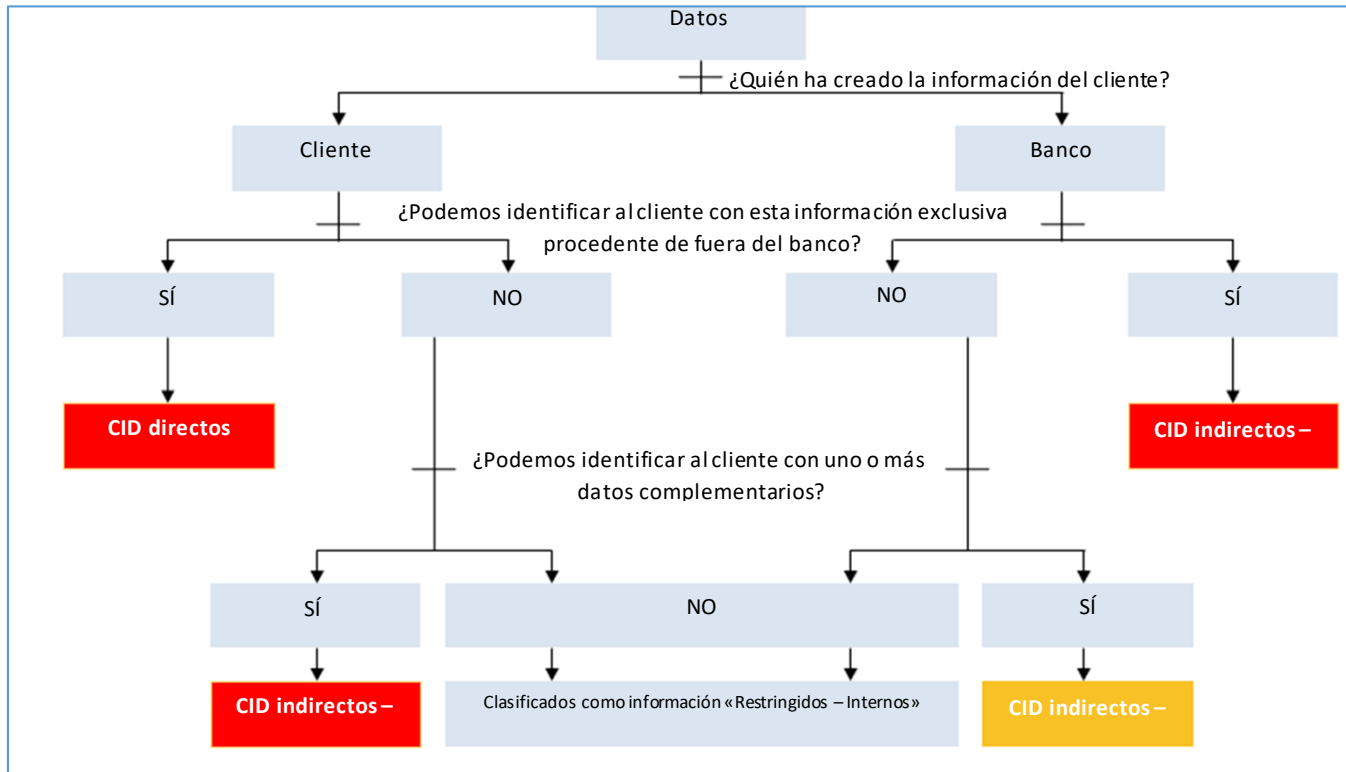 Datos
¿Quién ha creado la información del cliente?
Cliente
Banco
¿Podemos identificar al cliente con esta información exclusiva
procedente de fuera del banco?
SÍ
NO
NO
SÍ
CID directos
CID indirectos –
¿Podemos identificar al cliente con uno o más
datos complementarios?
SÍ
NO
SÍ
CID indirectos –
Clasificados como información «Restringidos – Internos»
CID indirectos –